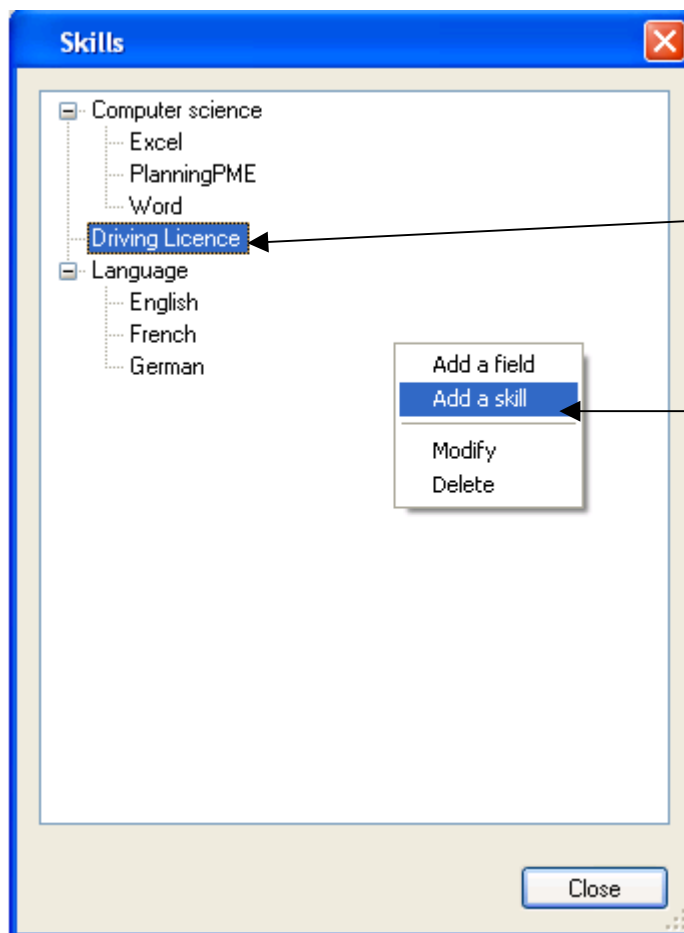 Skills
Computer science
Excel
PlanningPME
Word
Driving Licence
Language
English
French
German
Add a field
Add a skill
Modify
Delete
Close